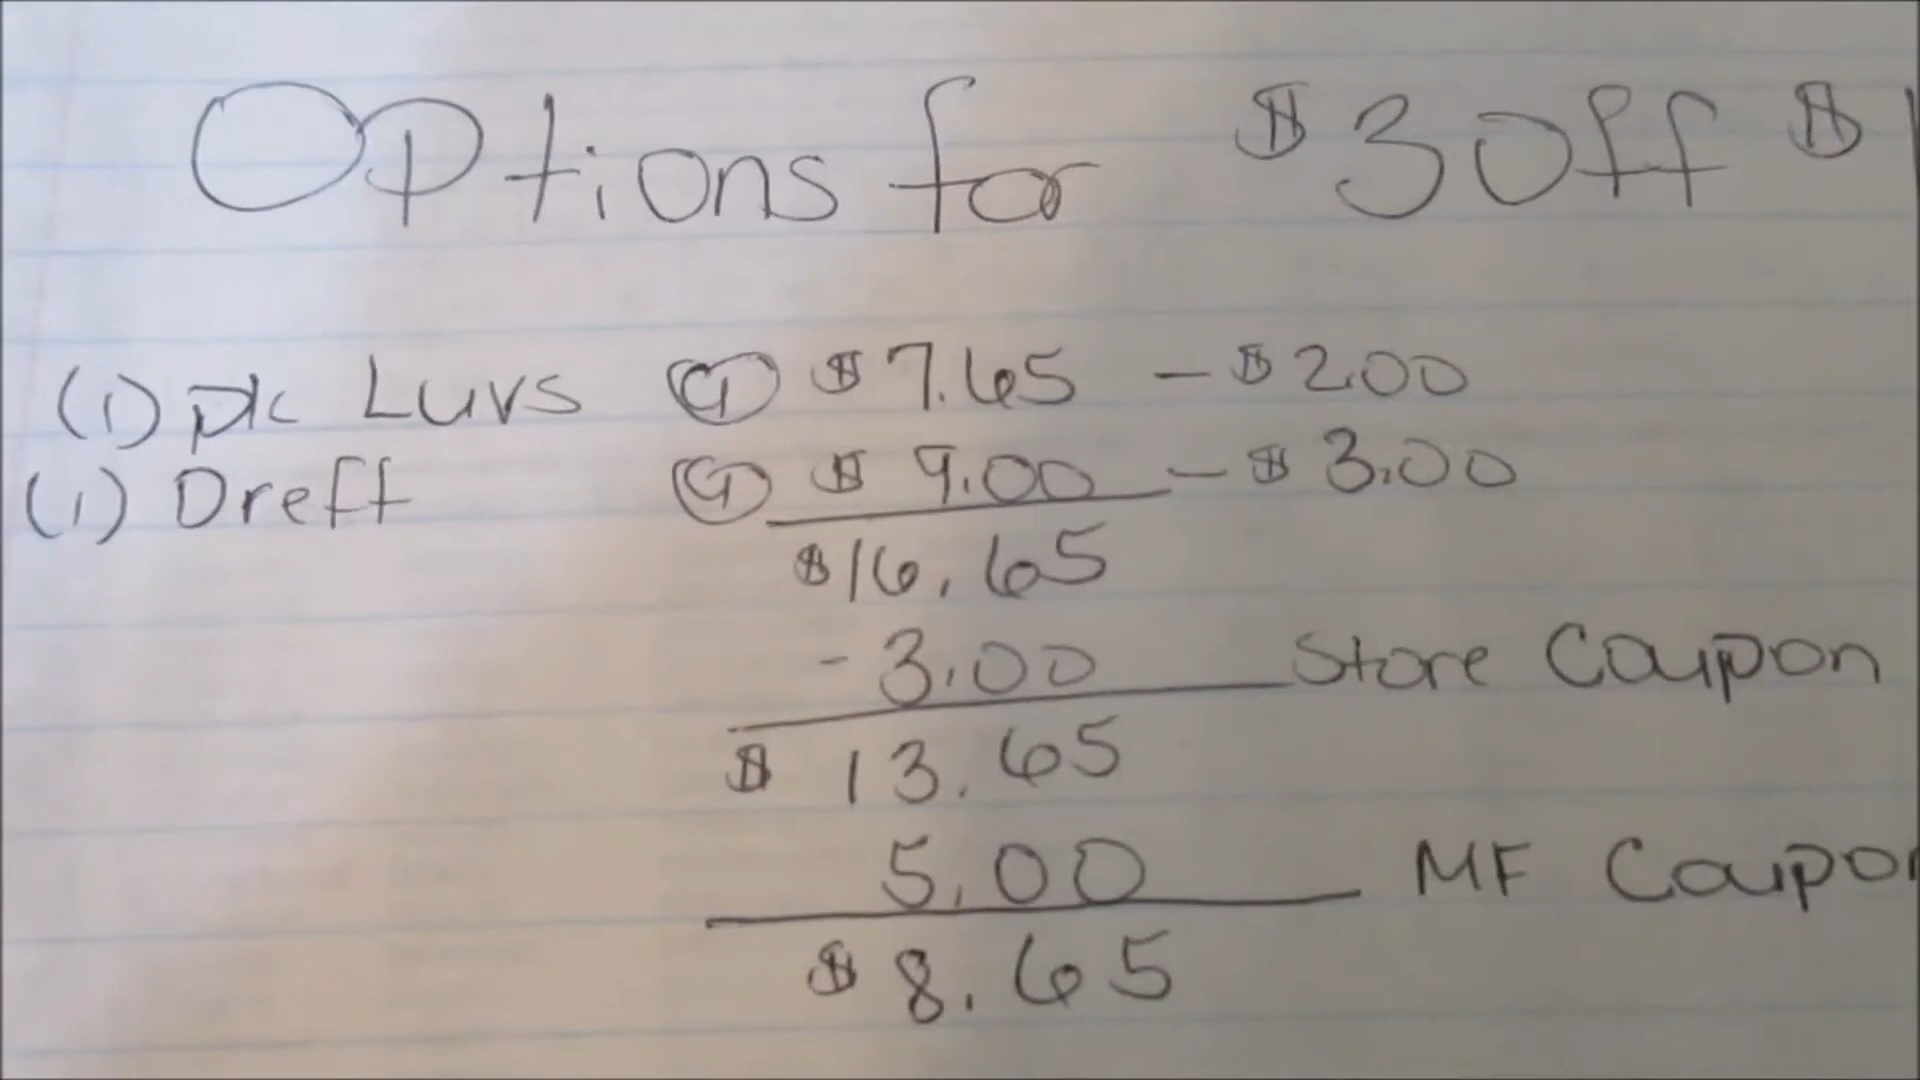 Options for $3 Off $1
(1) pk Luvs @ $7.65 - $2.00
(1) Dreft @ $9.00 - $3.00
$16.65
- 3.00 Store Coupon
$ 13.65
5.00 MF Coupon
$8.65